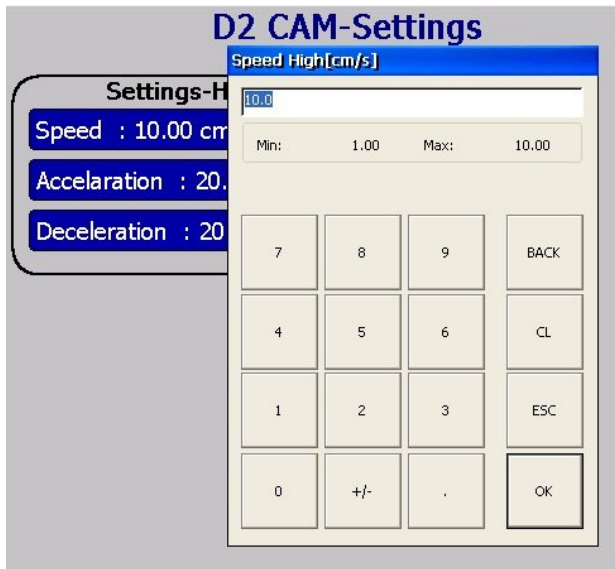 D2 CAM-Settings
Speed High[cm/s]
Settings-H
10.0
Speed : 10.00 cm
Min: 1.00 Max: 10.00
Accelaration : 20.
Deceleration : 20
7 8 9 BACK
4 5 6 CL
1 2 3 ESC
0 +/- . OK